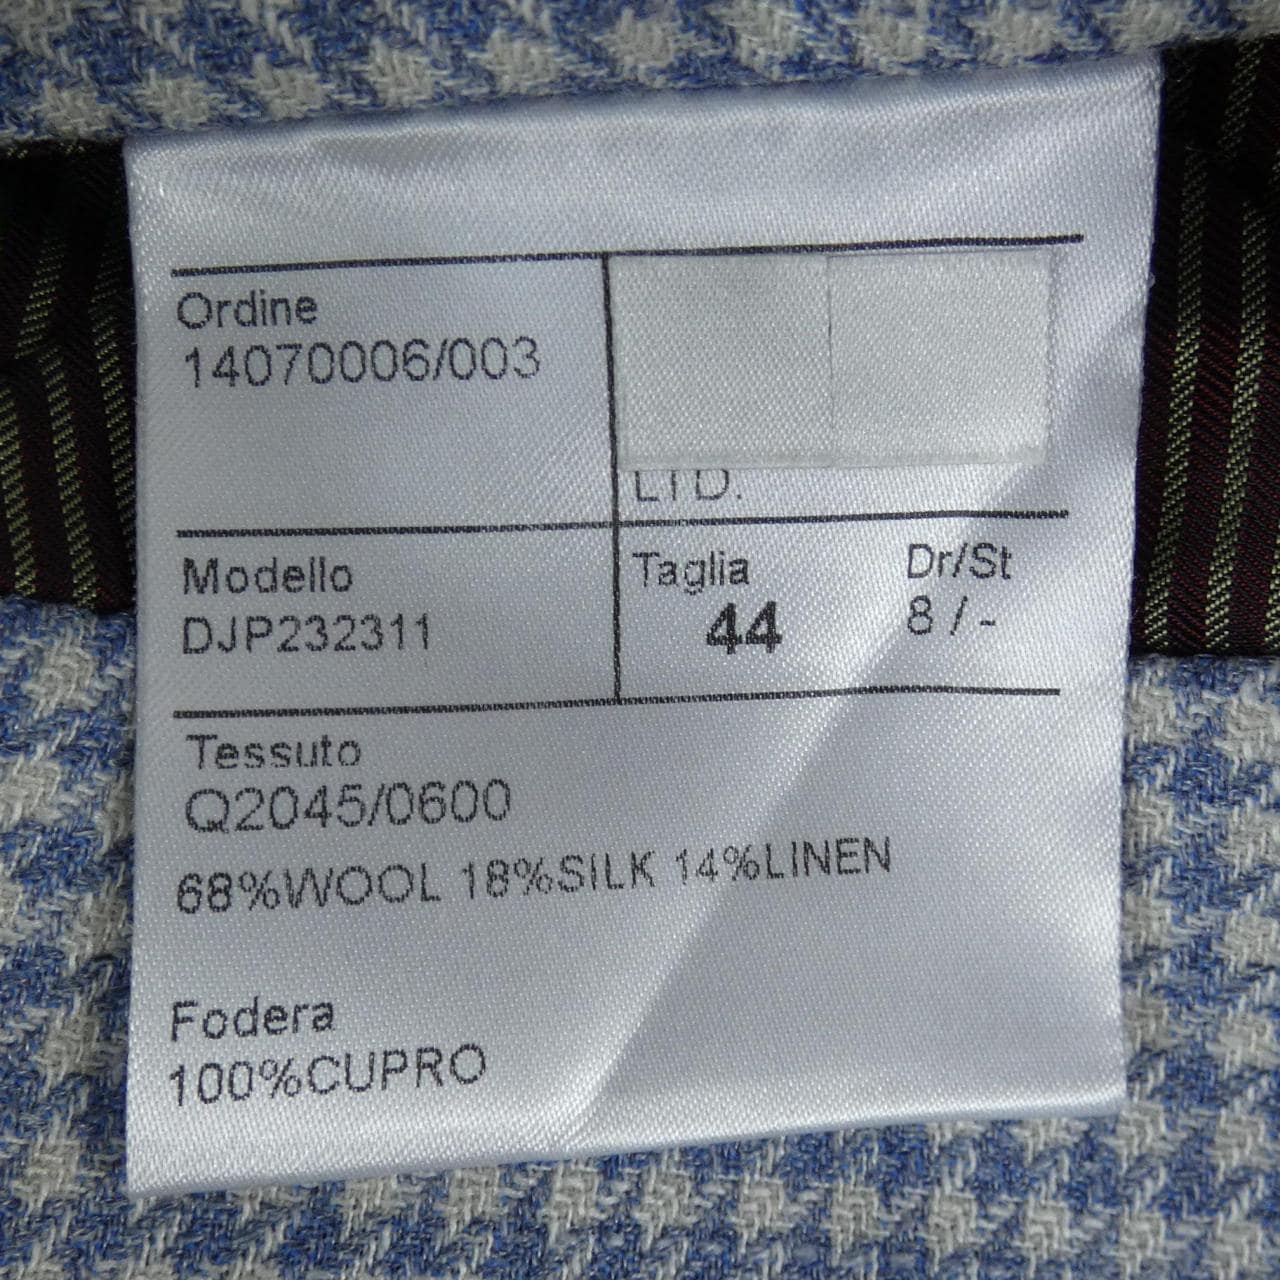 Ordine
14070006/003
LTD.
Modello
DJP232311
Taglia
44
Dr/St
8 / -
Tessuto
Q2045/0600
68%WOOL 18%SILK 14%LINEN
Fodera
100%CUPRO